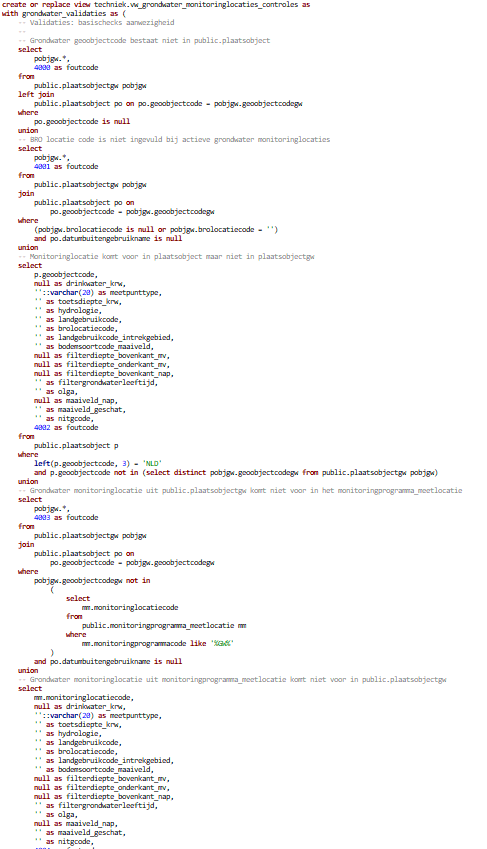 create or replace view techniek.vw_grondwater_monitoringlocaties_controles as
with grondwater_validaties as (
-- Validaties: basischecks aanwezigheid
--
-- Grondwater geoobjectcode bestaat niet in public.plaatsobject
select
pobjgw.*,
4000 as foutcode
from
public.plaatsobjectgw pobjgw
left join
public.plaatsobject po on po.geoobjectcode = pobjgw.geoobjectcodegw
where
po.geoobjectcode is null
union
-- BRO locatie code is niet ingevuld bij actieve grondwater monitoringlocaties
select
pobjgw.*,
4001 as foutcode
from
public.plaatsobjectgw pobjgw
join
public.plaatsobject po on
po.geoobjectcode = pobjgw.geoobjectcodegw
where
(pobjgw.brolocatiecode is null or pobjgw.brolocatiecode = '')
and po.datumbuitengebruikname is null
union
-- Monitoringlocatie komt voor in plaatsobject maar niet in plaatsobjectgw
select
p.geoobjectcode,
null as drinkwater_krw,
''::varchar(20) as meetpunttype,
'' as toetsdiepte_krw,
'' as hydrologie,
'' as landgebruikcode,
'' as brolocatiecode,
'' as landgebruikcode_intrekgebied,
'' as bodemsoortcode_maaiveld,
null as filterdiepte_bovenkant_mv,
null as filterdiepte_onderkant_mv,
null as filterdiepte_bovenkant_nap,
'' as filtergrondwaterleeftijd,
'' as olga,
null as maaiveld_nap,
'' as maaiveld_geschat,
'' as nitgcode,
4002 as foutcode
from
public.plaatsobject p
where
left(p.geoobjectcode, 3) = 'NLD'
and p.geoobjectcode not in (select distinct pobjgw.geoobjectcodegw from public.plaatsobjectgw pobjgw)
union
-- Grondwater monitoringlocatie uit public.plaatsobjectgw komt niet voor in het monitoringprogramma_meetlocatie
select
pobjgw.*,
4003 as foutcode
from
public.plaatsobjectgw pobjgw
join
public.plaatsobject po on
po.geoobjectcode = pobjgw.geoobjectcodegw
where
pobjgw.geoobjectcodegw not in
(
select
mm.monitoringlocatiecode
from
public.monitoringprogramma_meetlocatie mm
where
mm.monitoringprogrammacode like '%GW%'
)
and po.datumbuitengebruikname is null
union
-- Grondwater monitoringlocatie uit monitoringprogramma_meetlocatie komt niet voor in public.plaatsobjectgw
select
mm.monitoringlocatiecode,
null as drinkwater_krw,
''::varchar(20) as meetpunttype,
'' as toetsdiepte_krw,
'' as hydrologie,
'' as landgebruikcode,
'' as brolocatiecode,
'' as landgebruikcode_intrekgebied,
'' as bodemsoortcode_maaiveld,
null as filterdiepte_bovenkant_mv,
null as filterdiepte_onderkant_mv,
null as filterdiepte_bovenkant_nap,
'' as filtergrondwaterleeftijd,
'' as olga,
null as maaiveld_nap,
'' as maaiveld_geschat,
'' as nitgcode,